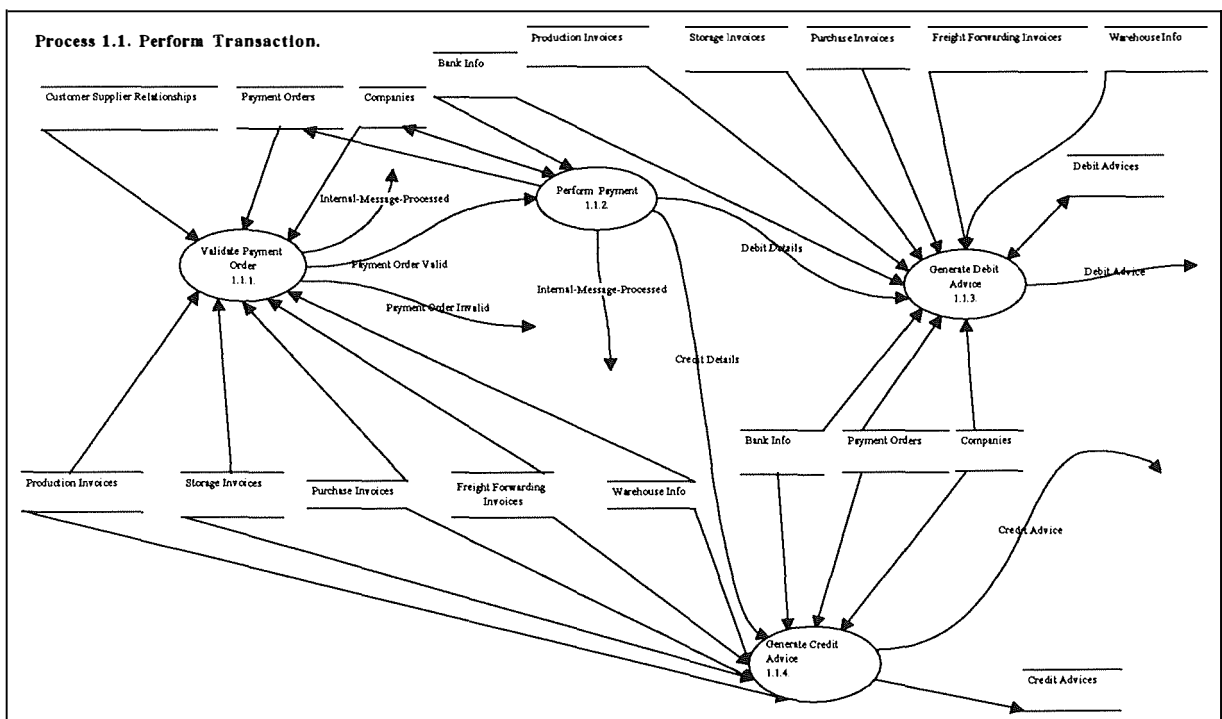 Process 1.1. Perform Transaction.
Production Invoices
Storage Invoices
Purchase Invoices
Freight Forwarding Invoices
Warehouse Info
Bank Info
Customer Supplier Relationships
Payment Orders
Companies
Debit Advices
Internal-Message-Processed
Perform Payment
1.1.2.
Validate Payment
Order
1.1.1.
Payment Order Valid
Debit Details
Generate Debit
Advice
1.1.3.
Debit Advice
Internal-Message-Processed
Payment Order Invalid
Credit Details
Bank Info
Payment Orders
Companies
Production Invoices
Storage Invoices
Purchase Invoices
Freight Forwarding
Invoices
Warehouse Info
Credit Advice
Generate Credit
Advice
1.1.4.
Credit Advices